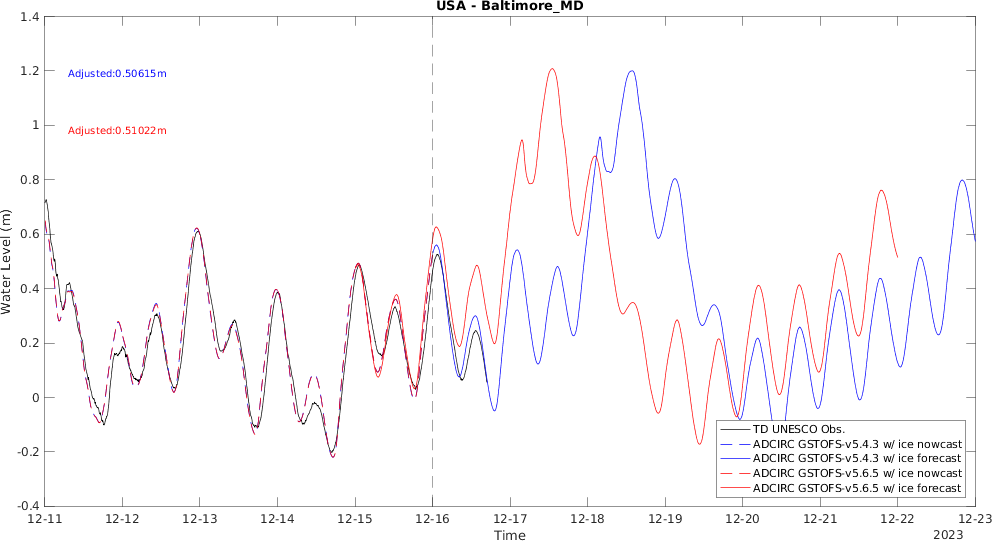 USA - Baltimore_MD
1.4
1.2
1
0.8
0.6
0.4
0.2
0
-0.2
-0.4
Water Level (m)
Adjusted:0.50615m
Adjusted:0.51022m
TD UNESCO Obs.
ADCIRC GSTOFS-v5.4.3 w/ ice nowcast
ADCIRC GSTOFS-v5.4.3 w/ ice forecast
ADCIRC GSTOFS-v5.6.5 w/ ice nowcast
ADCIRC GSTOFS-v5.6.5 w/ ice forecast
12-11 12-12 12-13 12-14 12-15 12-16 12-17 12-18 12-19 12-20 12-21 12-22 12-23
Time
2023